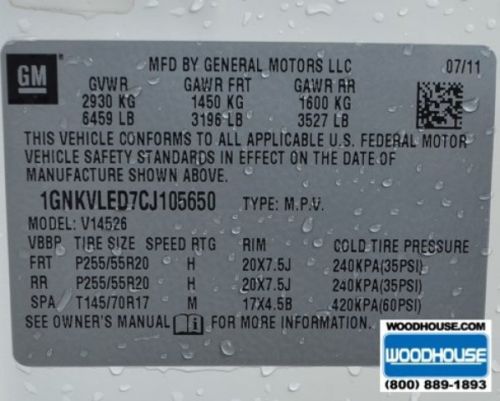 GM
MFD BY GENERAL MOTORS LLC 07/11
GVWR GAWR FRT GAWR RR
2930 KG 1450 KG 1600 KG
6459 LB 3196 LB 3527 LB
THIS VEHICLE CONFORMS TO ALL APPLICABLE U.S. FEDERAL MOTOR
VEHICLE SAFETY STANDARDS IN EFFECT ON THE DATE OF
MANUFACTURE SHOWN ABOVE.
1GNKVLED7CJ105650 TYPE: M.P.V.
MODEL: V14526
VBBP TIRE SIZE SPEED RTG RIM COLD TIRE PRESSURE
FRT P255/55R20 H 20X7.5J 240KPA(35PSI)
RR P255/55R20 H 20X7.5J 240KPA(35PSI)
SPA T145/70R17 M 17X4.5B 420KPA(60PSI)
SEE OWNER'S MANUAL i FOR MORE INFORMATION.
WOODHOUSE.COM
WOODHOUSE
(800) 889-1893